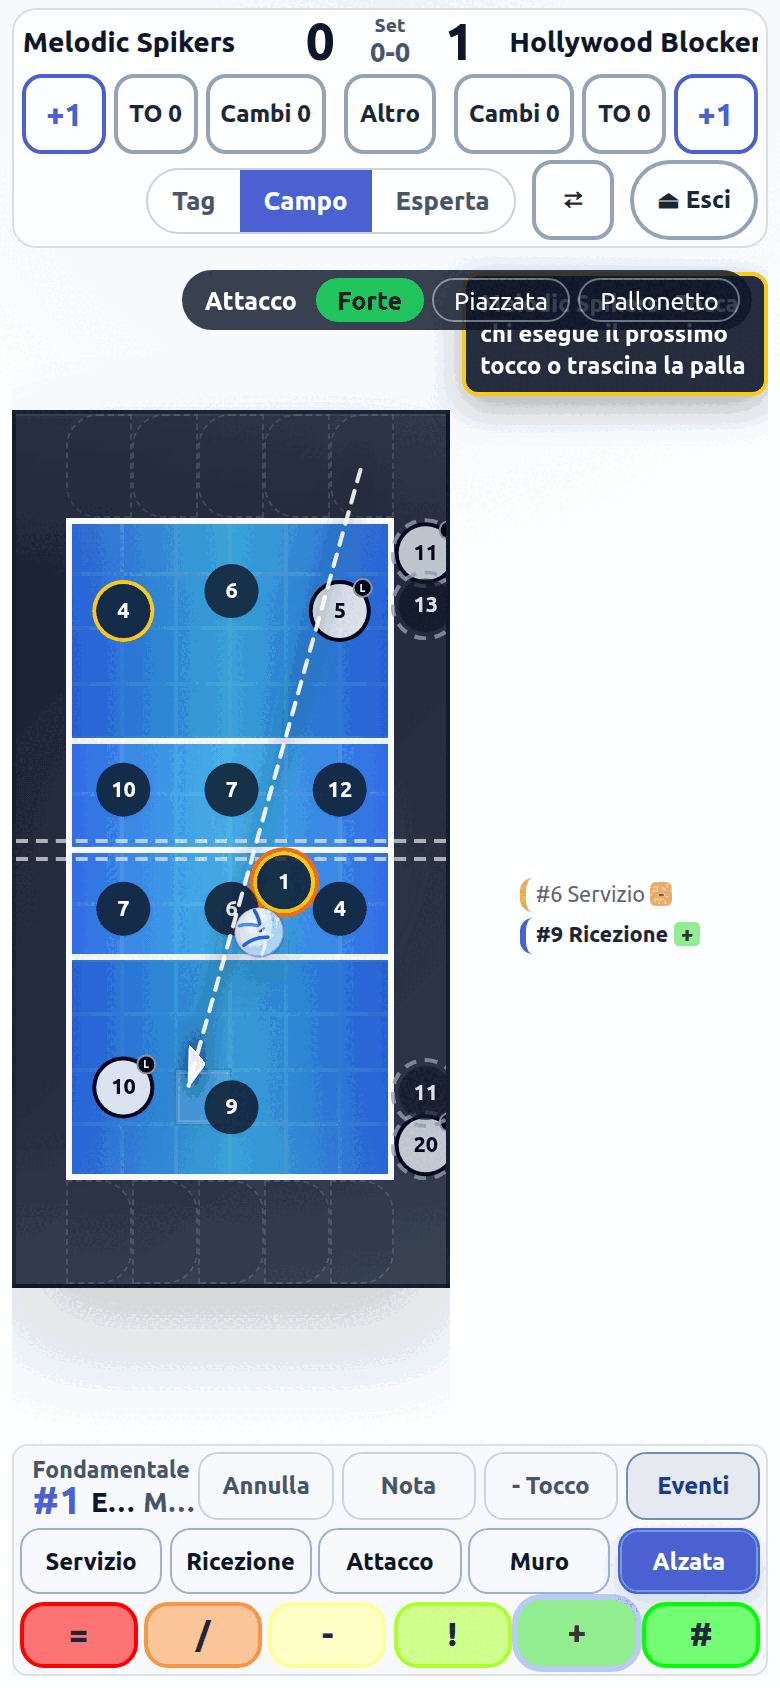 Melodic Spikers 0 Set 0-0 1 Hollywood Blocker
+1 TO 0 Cambi 0 Altro Cambi 0 TO 0 +1
Tag Campo Esperta ⇄ ⏏ Esci
Attacco Forte Piazzata Pallonetto
chi esegue il prossimo
tocco o trascina la palla
11
6
4 5 L
13
10 7 12
1
7 6 4
#6 Servizio -
#9 Ricezione +
10 L
9
11
20
Fondamentale
#1 E... M... Annulla Nota - Tocco Eventi
Servizio Ricezione Attacco Muro Alzata
= / - ! + #